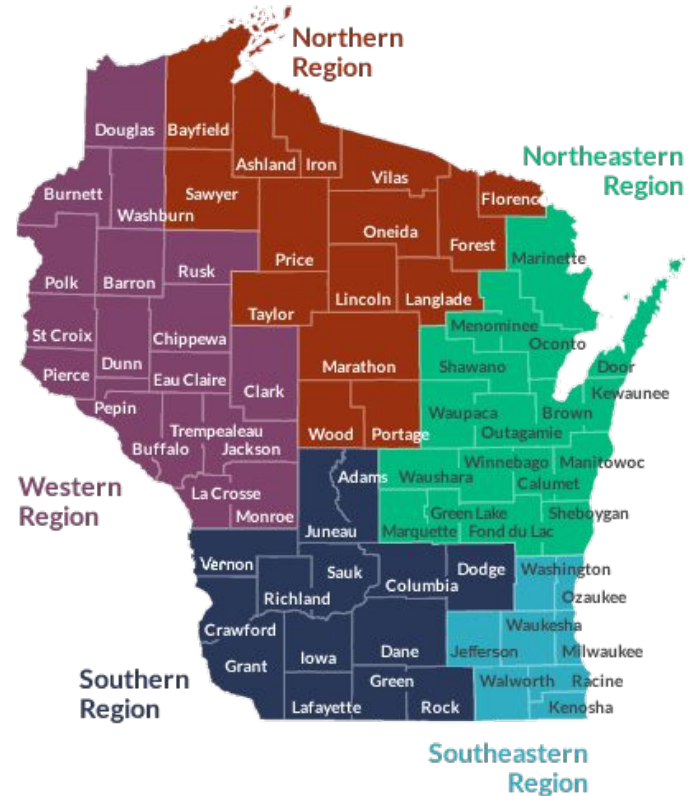 Northern
Region
Douglas
Bayfield
Ashland
Iron
Vilas
Northeastern
Region
Burnett
Washburn
Sawyer
Florence
Oneida
Forest
Marinette
Polk
Barron
Rusk
Price
Lincoln
Langlade
Taylor
St Croix
Chippewa
Menominee
Oconto
Pierce
Dunn
Eau Claire
Clark
Marathon
Shawano
Door
Kewaunee
Pepin
Trempealeau
Buffalo
Jackson
Wood
Portage
Waupaca
Brown
Outagamie
Western
Region
La Crosse
Monroe
Adams
Juneau
Waushara
Winnebago
Manitowoc
Calumet
Green Lake
Sheboygan
Marquette
Fond du Lac
Vernon
Sauk
Richland
Columbia
Dodge
Washington
Ozaukee
Crawford
Grant
Iowa
Dane
Jefferson
Waukesha
Milwaukee
Southern
Region
Green
Lafayette
Rock
Walworth
Racine
Kenosha
Southeastern
Region